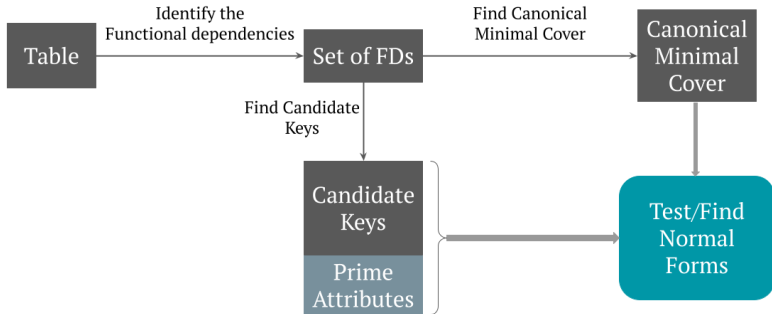 Identify the
Functional dependencies
Find Canonical
Minimal Cover
Table
Set of FDs
Canonical
Minimal
Cover
Find Candidate
Keys
Candidate
Keys
Prime
Attributes
Test/Find
Normal
Forms